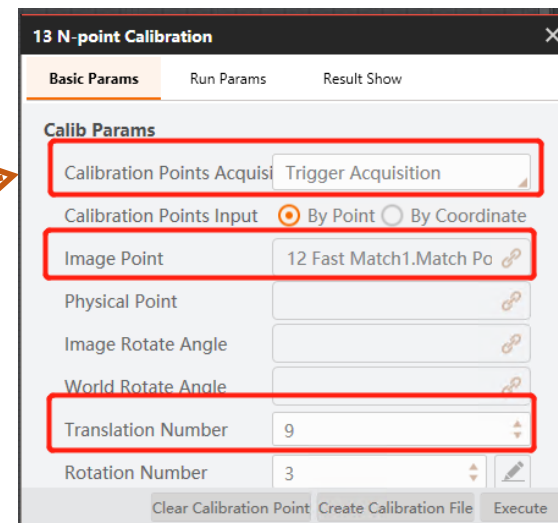 13 N-point Calibration
Basic Params Run Params Result Show
Calib Params
Calibration Points Acquisi Trigger Acquisition
Calibration Points Input By Point By Coordinate
Image Point 12 Fast Match1.Match Po
Physical Point
Image Rotate Angle
World Rotate Angle
Translation Number 9
Rotation Number 3
Clear Calibration Point Create Calibration File Execute